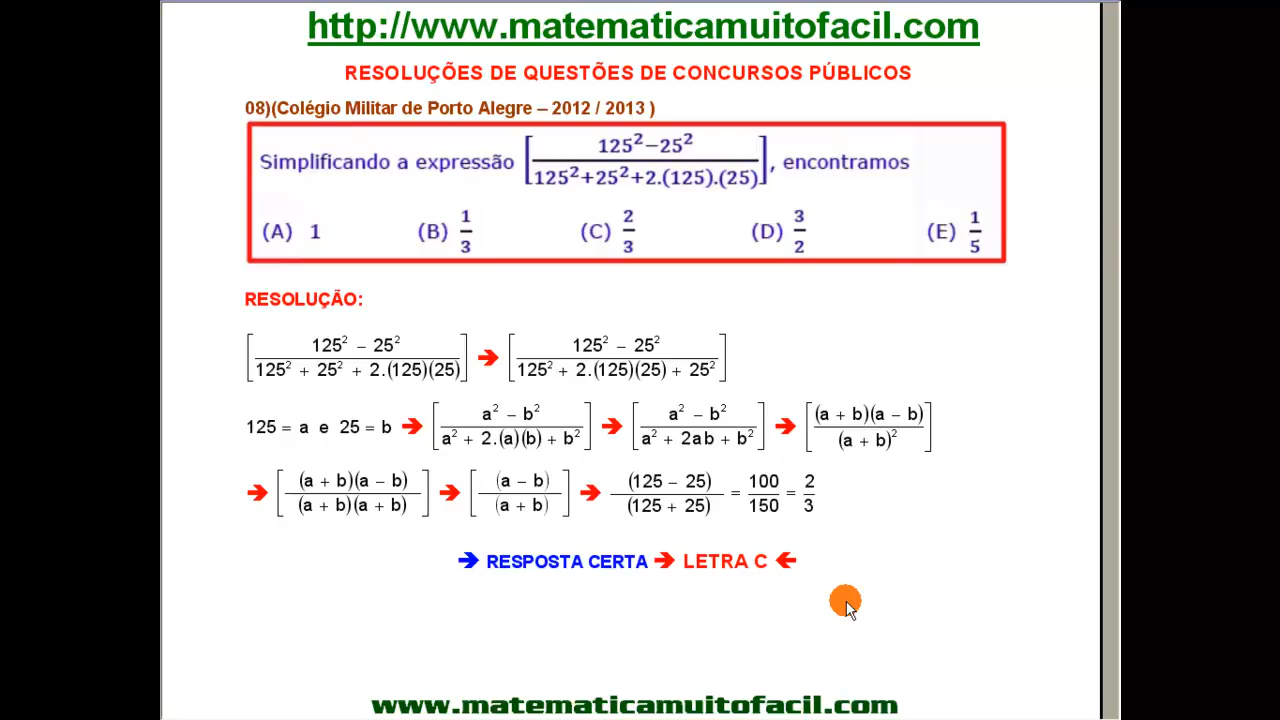 http://www.matematicamuitofacil.com
RESOLUÇÕES DE QUESTÕES DE CONCURSOS PÚBLICOS
08)(Colégio Militar de Porto Alegre – 2012 / 2013 )
Simplificando a expressão [ (125² − 25²) / (125²+25²+2.(125).(25)) ], encontramos
(A) 1 (B) 1/3 (C) 2/3 (D) 3/2 (E) 1/5
RESOLUÇÃO:
[ (125² − 25²) / (125² + 25² + 2.(125)(25)) ] ➔ [ (125² − 25²) / (125² + 2.(125)(25) + 25²) ]
125 = a e 25 = b ➔ [ (a² − b²) / (a² + 2.(a)(b) + b²) ] ➔ [ (a² − b²) / (a² + 2ab + b²) ] ➔ [ (a + b)(a − b) / (a + b)² ]
➔ [ (a + b)(a − b) / (a + b)(a + b) ] ➔ [ (a − b) / (a + b) ] ➔ (125 − 25) / (125 + 25) = 100/150 = 2/3
➔ RESPOSTA CERTA ➔ LETRA C ←
www.matematicamuitofacil.com